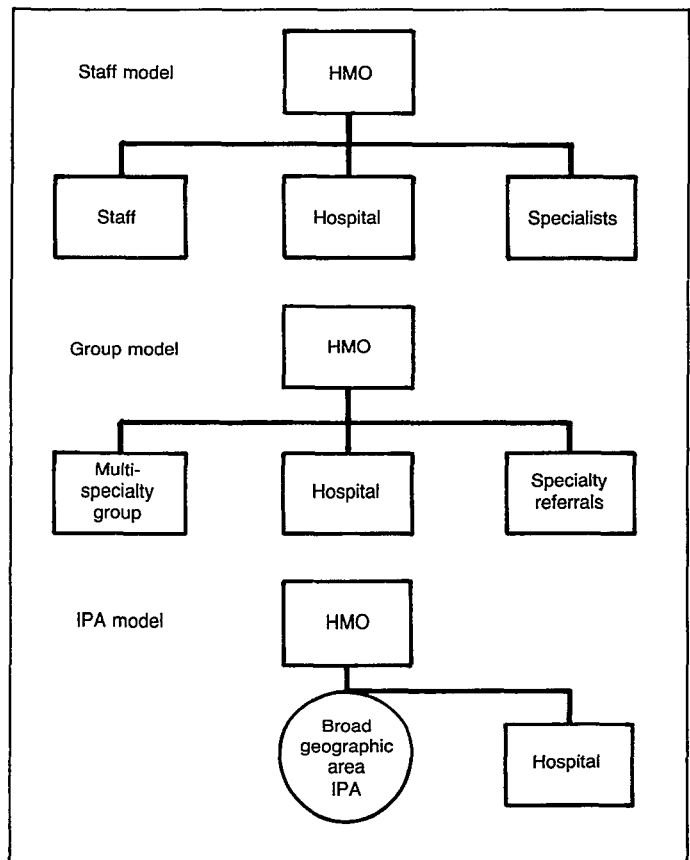 Staff model
HMO
Staff
Hospital
Specialists
Group model
HMO
Multi-
specialty
group
Hospital
Specialty
referrals
IPA model
HMO
Broad
geographic
area
IPA
Hospital